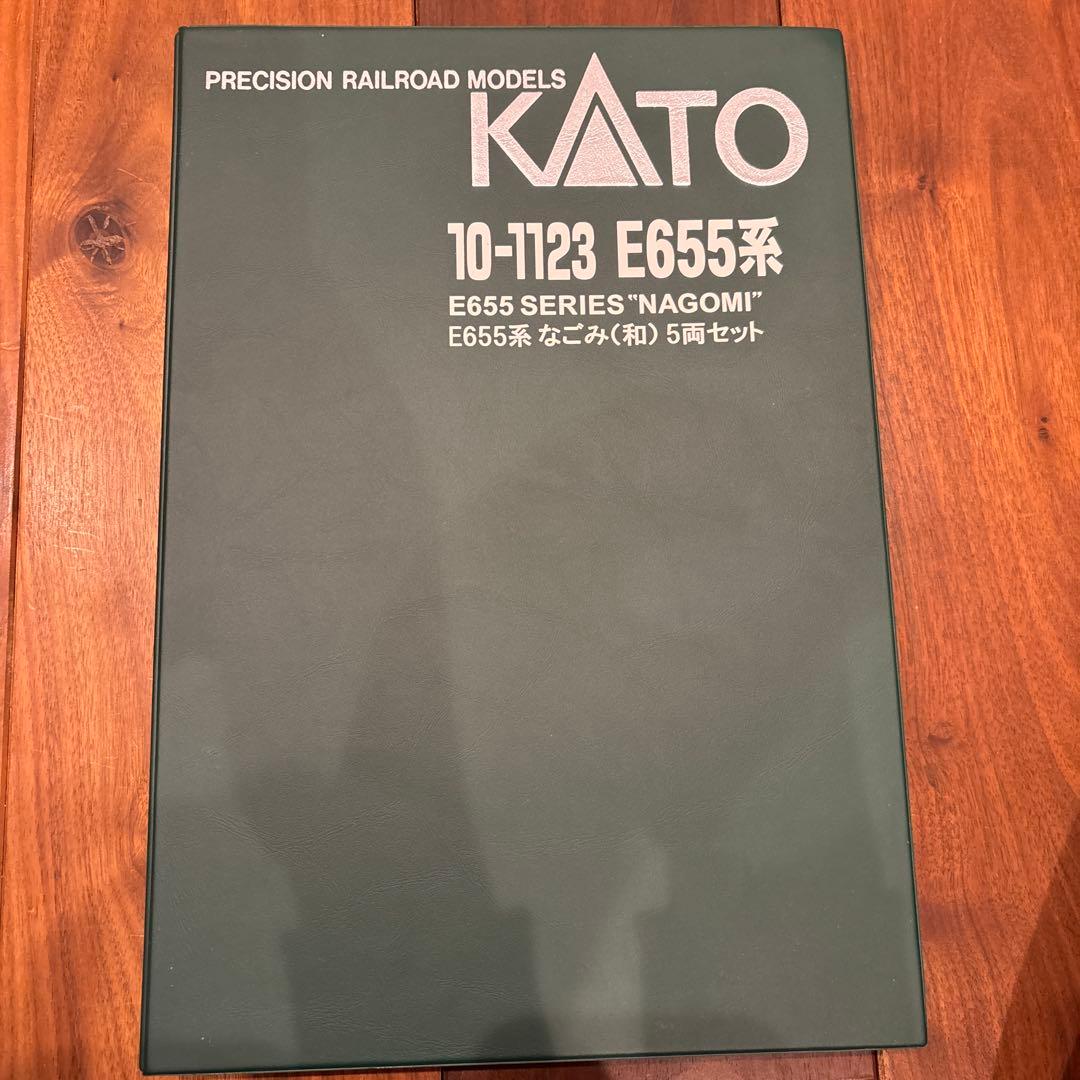 PRECISION RAILROAD MODELS
KATO
10-1123 E655系
E655 SERIES "NAGOMI"
E655系 なごみ(和) 5両セット